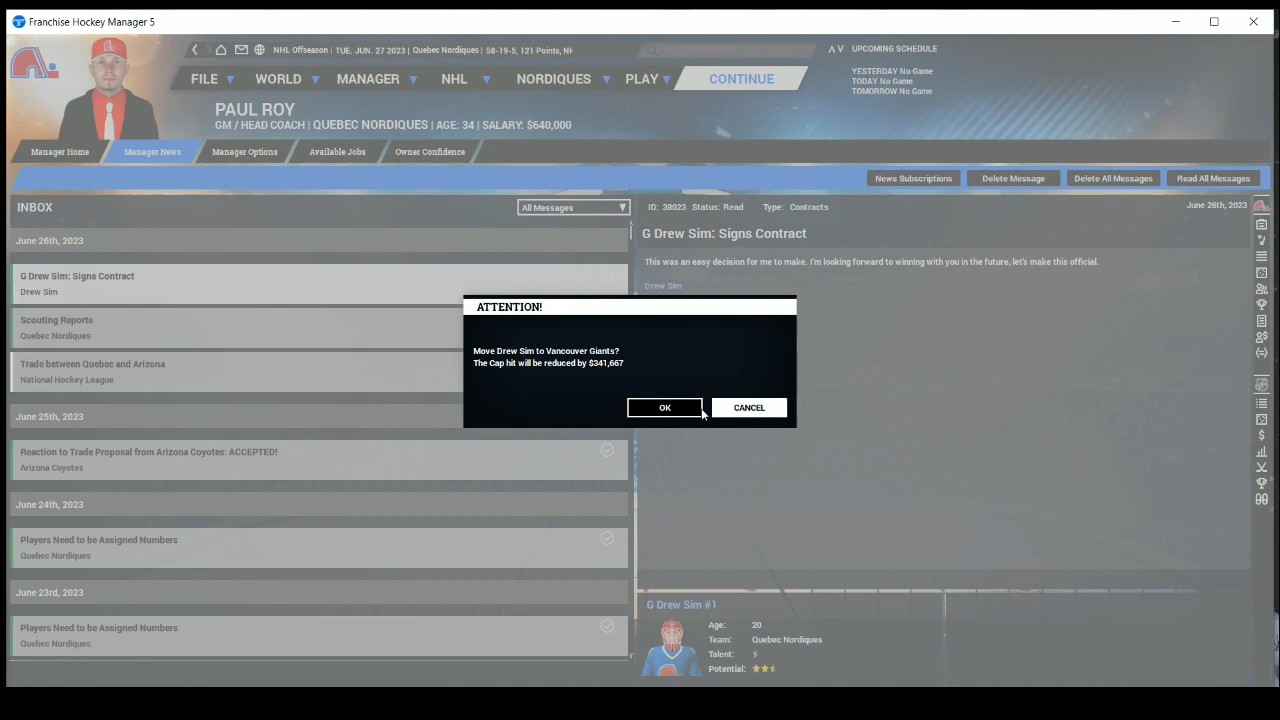 Franchise Hockey Manager 5
NHL Offseason | TUE. JUN. 27 2023 | Quebec Nordiques | 58-19-5, 121 Points, NH
UPCOMING SCHEDULE
YESTERDAY No Game
TODAY No Game
TOMORROW No Game
FILE WORLD MANAGER NHL NORDIQUES PLAY CONTINUE
PAUL ROY
GM / HEAD COACH | QUEBEC NORDIQUES | AGE: 34 | SALARY: $640,000
Manager Home Manager News Manager Options Available Jobs Owner Confidence
News Subscriptions Delete Message Delete All Messages Read All Messages
INBOX All Messages
ID: 38023 Status: Read Type: Contracts June 26th, 2023
G Drew Sim: Signs Contract
This was an easy decision for me to make. I'm looking forward to winning with you in the future, let's make this official.
Drew Sim
June 26th, 2023
G Drew Sim: Signs Contract
Drew Sim
Scouting Reports
Quebec Nordiques
Trade between Quebec and Arizona
National Hockey League
June 25th, 2023
Reaction to Trade Proposal from Arizona Coyotes: ACCEPTED!
Arizona Coyotes
June 24th, 2023
Players Need to be Assigned Numbers
Quebec Nordiques
June 23rd, 2023
Players Need to be Assigned Numbers
Quebec Nordiques
ATTENTION!
Move Drew Sim to Vancouver Giants?
The Cap hit will be reduced by $341,667
OK CANCEL
G Drew Sim #1
Age: 20
Team: Quebec Nordiques
Talent:
Potential: